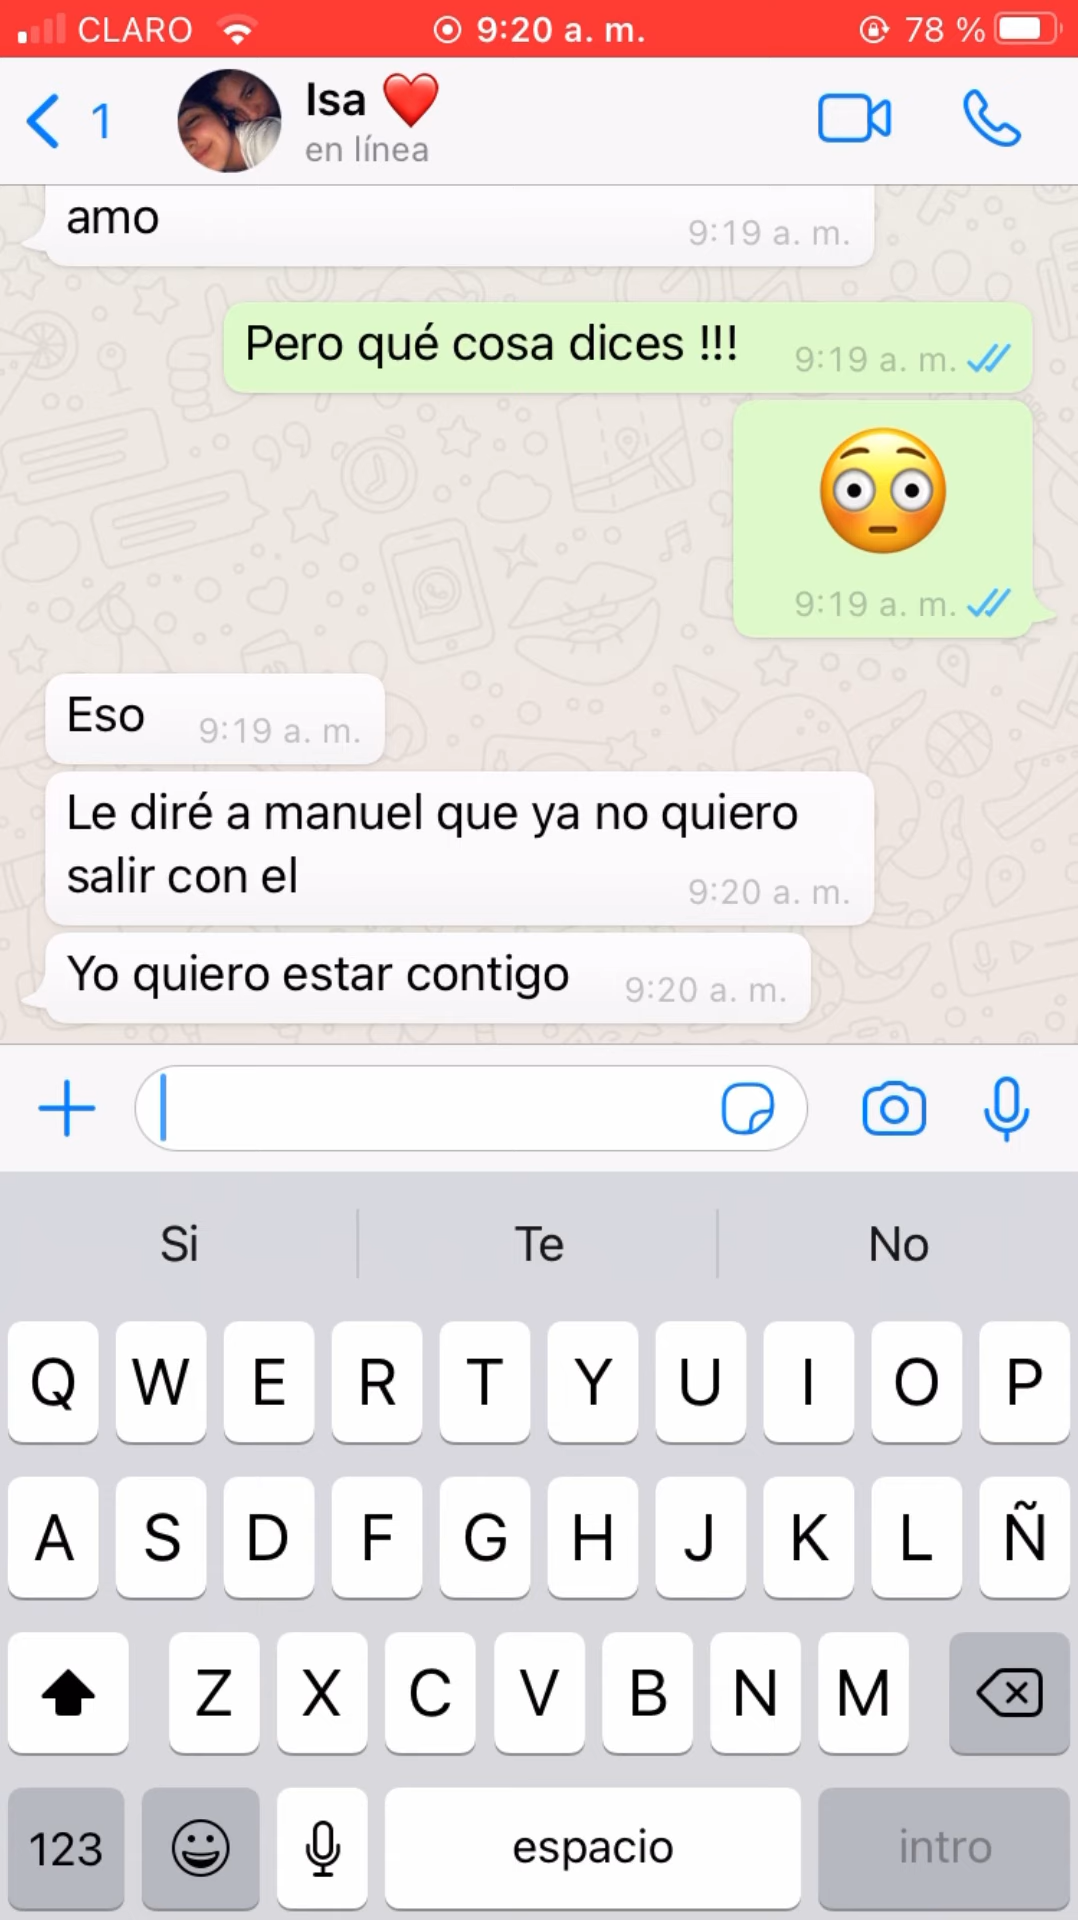 CLARO 9:20 a. m. 78 %
1 Isa ❤️
en línea
amo 9:19 a. m.
Pero qué cosa dices !!! 9:19 a. m.
😳
9:19 a. m.
Eso 9:19 a. m.
Le diré a manuel que ya no quiero
salir con el 9:20 a. m.
Yo quiero estar contigo 9:20 a. m.
Si Te No
Q W E R T Y U I O P
A S D F G H J K L Ñ
Z X C V B N M
123 espacio intro